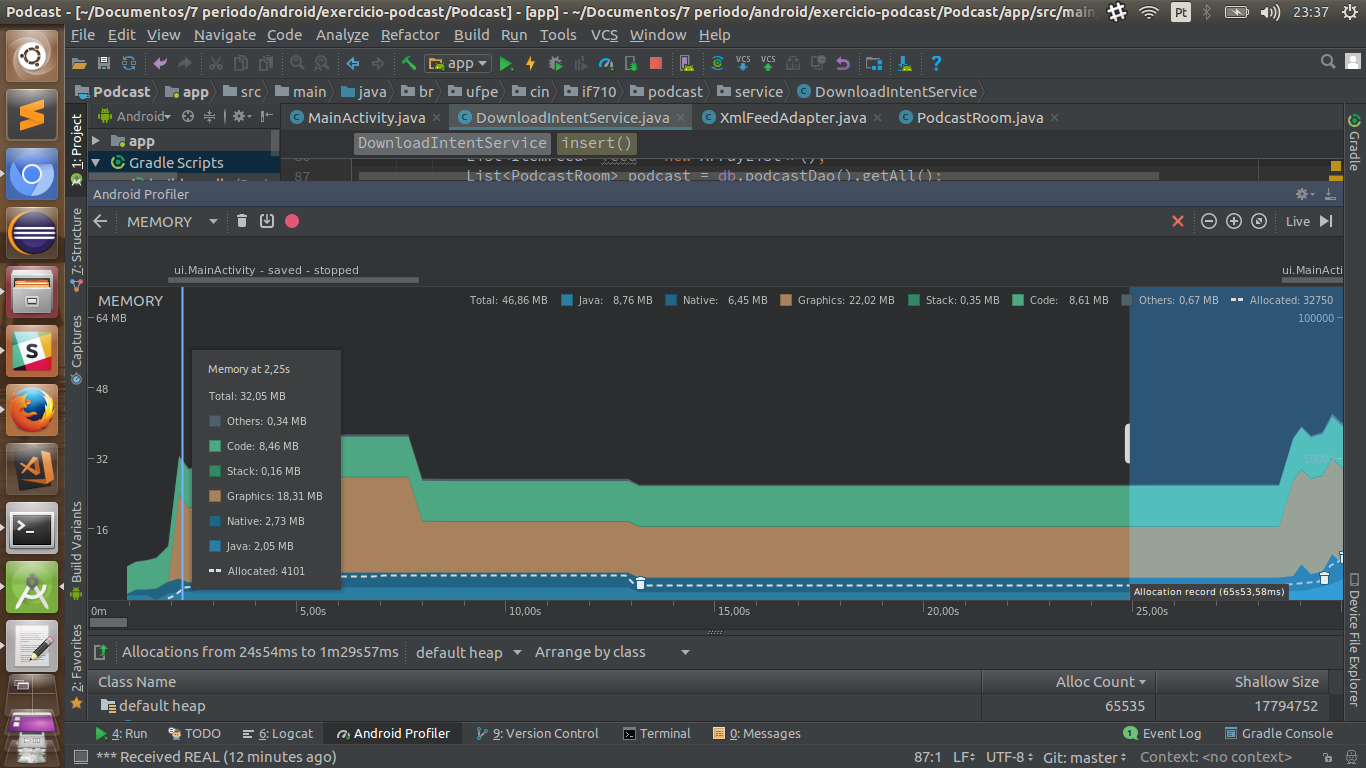 Podcast - [~/Documentos/7 periodo/android/exercicio-podcast/Podcast] - [app] - ~/Documentos/7 periodo/android/exercicio-podcast/Podcast/app/src/main/
Pt 23:37
File Edit View Navigate Code Analyze Refactor Build Run Tools VCS Window Help
app VCS VCS
Podcast app src main java br ufpe cin if710 podcast service DownloadIntentService
1: Project
Android
MainActivity.java DownloadIntentService.java XmlFeedAdapter.java PodcastRoom.java
Gradle
app
DownloadIntentService insert()
Gradle Scripts
87 List<PodcastRoom> podcast = db.podcastDao().getAll();
Android Profiler
7: Structure
MEMORY Live
ui.MainActivity - saved - stopped ui.MainActi
MEMORY Total: 46,86 MB Java: 8,76 MB Native: 6,45 MB Graphics: 22,02 MB Stack: 0,35 MB Code: 8,61 MB Others: 0,67 MB Allocated: 32750
64 MB 100000
Captures
Memory at 2,25s
48
Total: 32,05 MB
Others: 0,34 MB
Code: 8,46 MB
32 50000
Stack: 0,16 MB
Graphics: 18,31 MB
16
Native: 2,73 MB
Java: 2,05 MB
Allocated: 4101
Build Variants
Allocation record (65s53,58ms)
0m 5,00s 10,00s 15,00s 20,00s 25,00s
Device File Explorer
2: Favorites
Allocations from 24s54ms to 1m29s57ms default heap Arrange by class
Class Name Alloc Count Shallow Size
default heap 65535 17794752
4: Run TODO 6: Logcat Android Profiler 9: Version Control Terminal 0: Messages 1 Event Log Gradle Console
*** Received REAL (12 minutes ago) 87:1 LF UTF-8 Git: master Context: <no context>